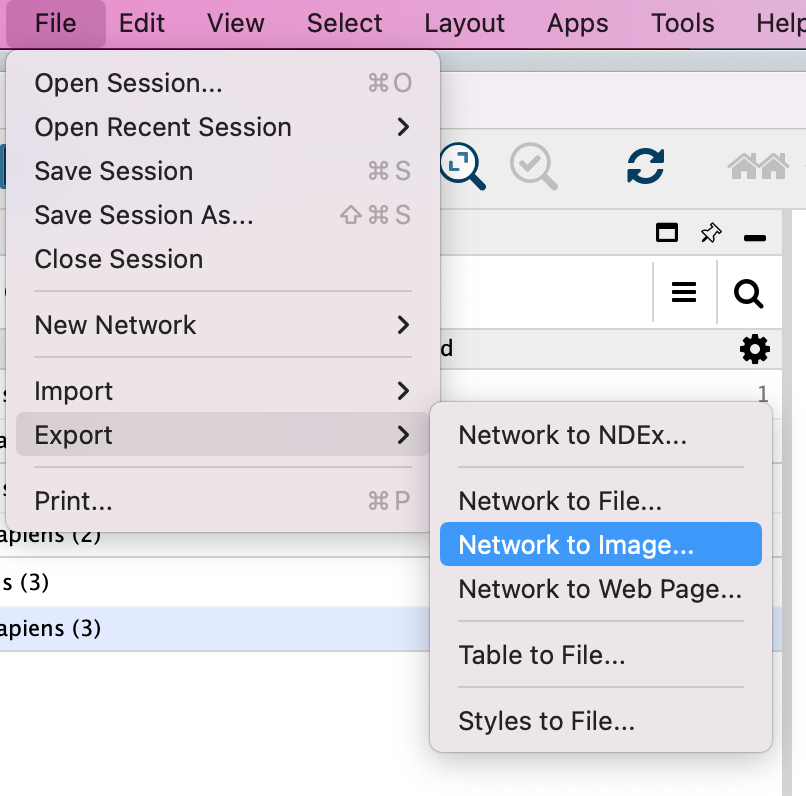 File Edit View Select Layout Apps Tools Help
Open Session... ⌘O
Open Recent Session
Save Session ⌘S
Save Session As... ⇧⌘S
Close Session
New Network
d
Import
1
Export
Network to NDEx...
Print... ⌘P
Network to File...
apiens (2)
Network to Image...
s (3)
Network to Web Page...
apiens (3)
Table to File...
Styles to File...